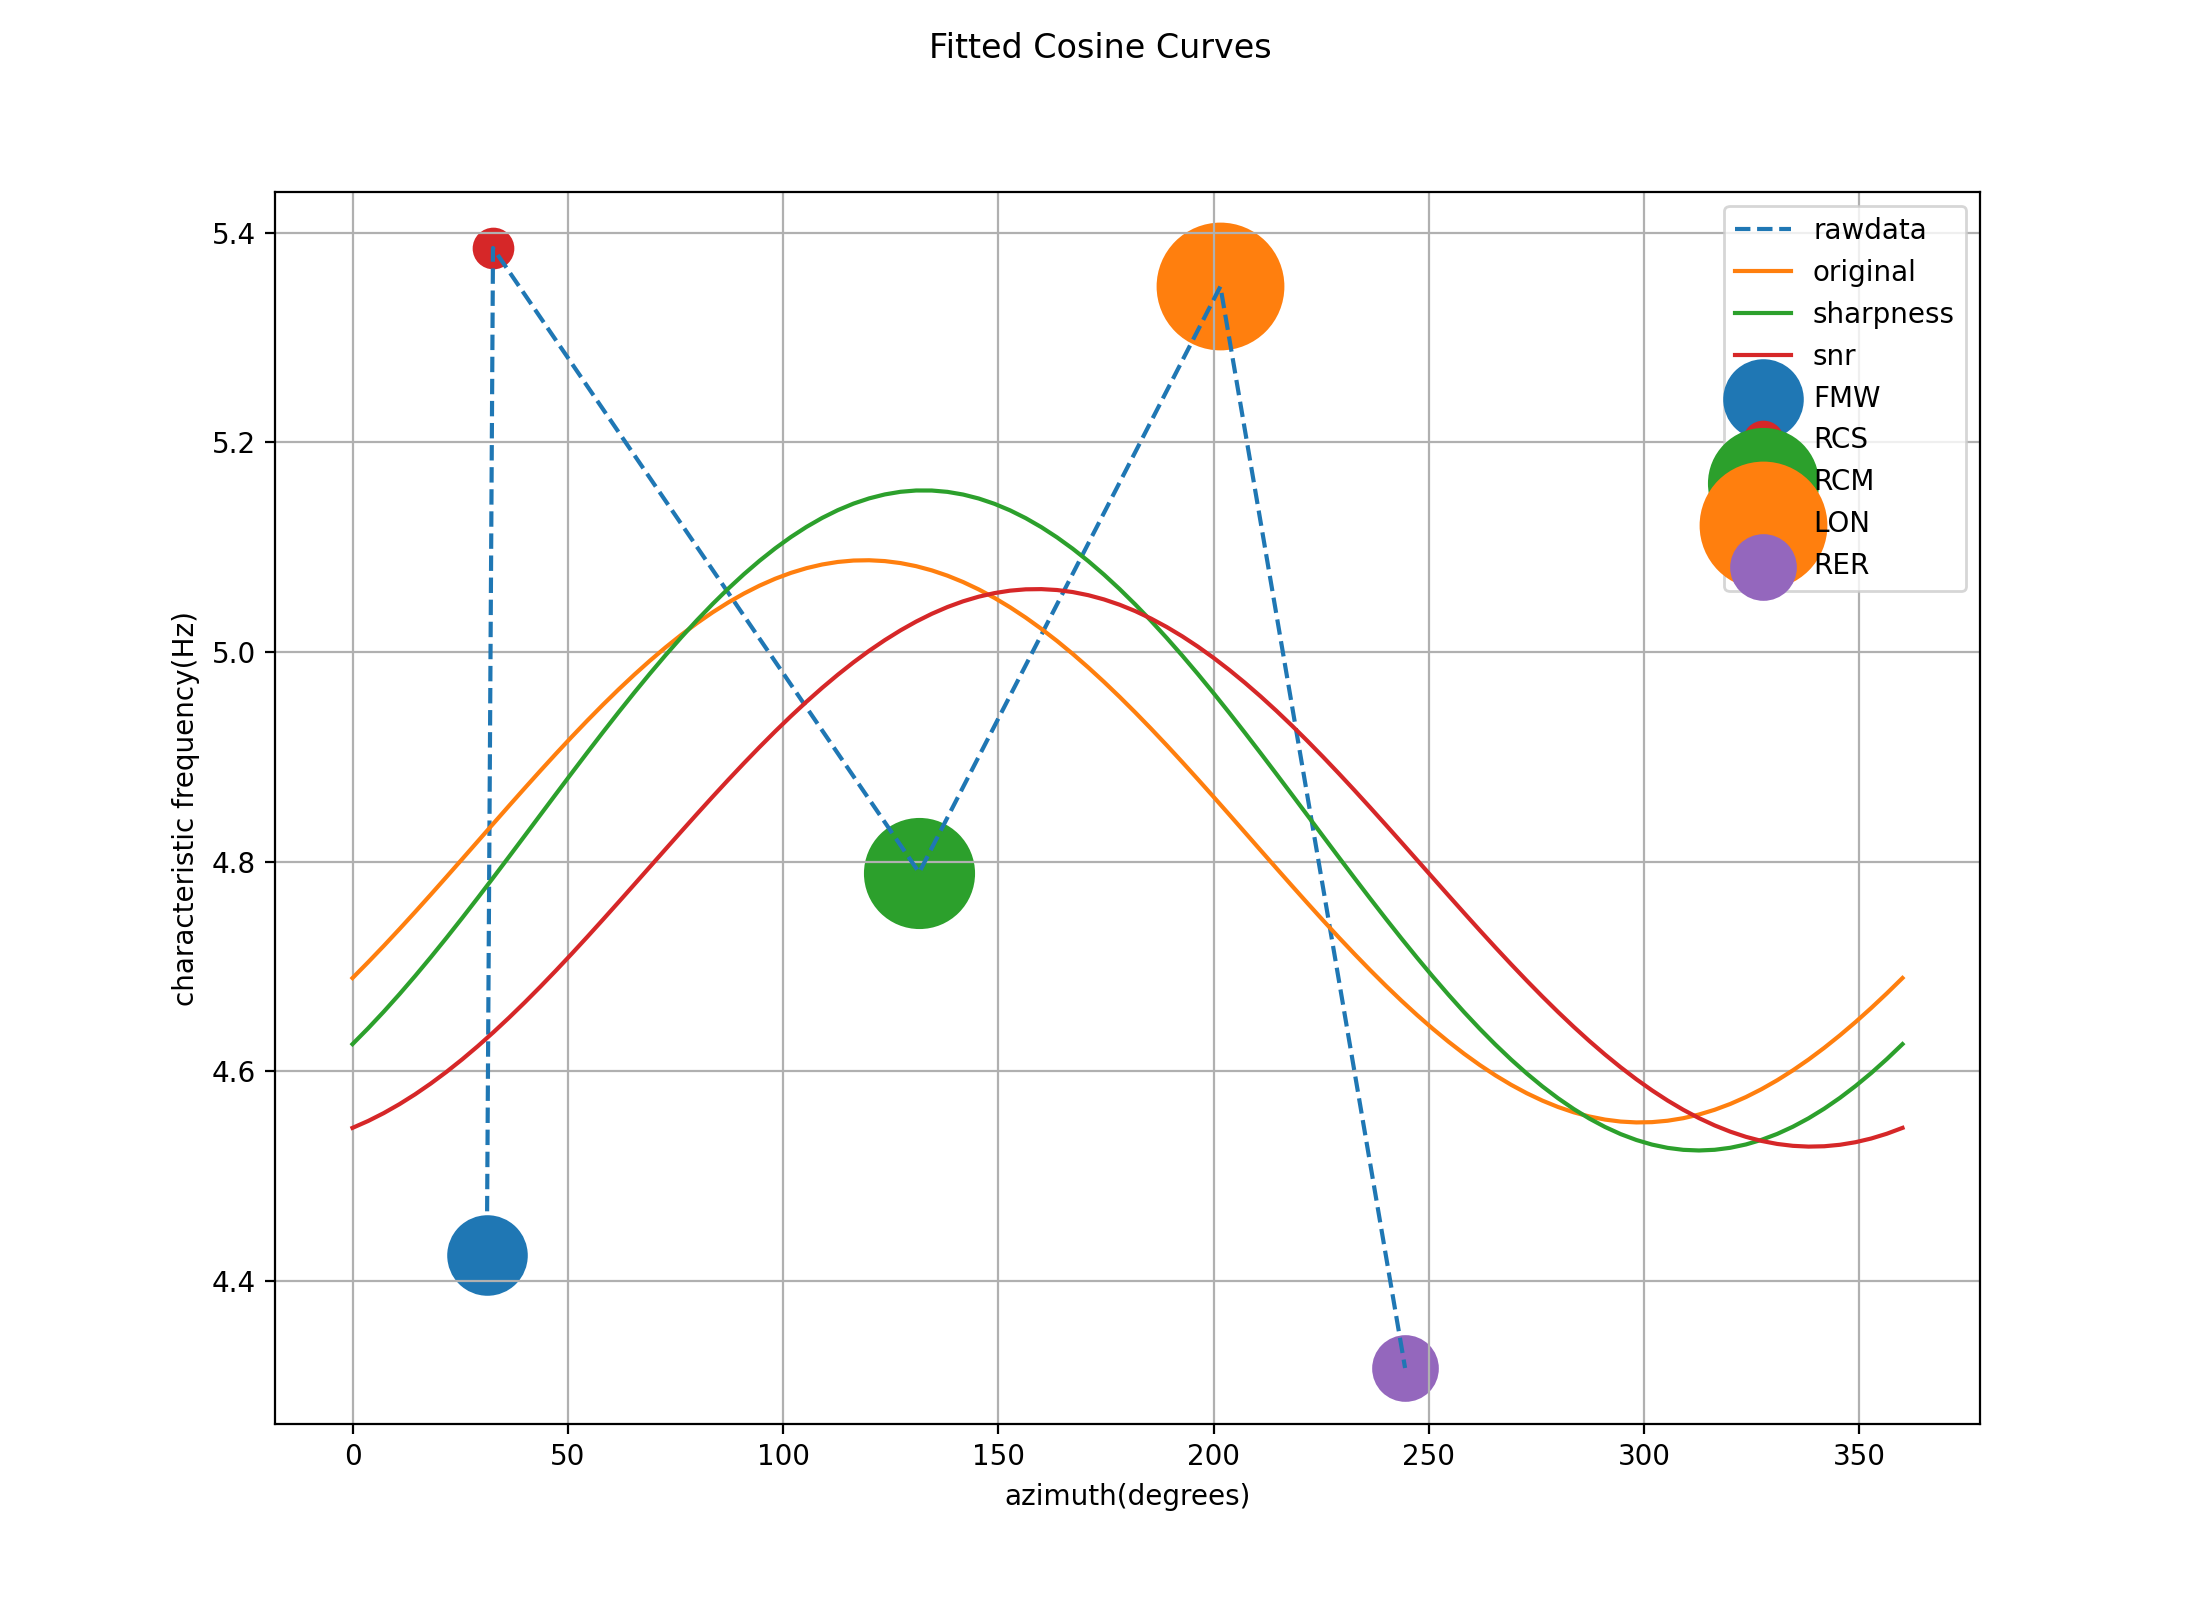 Fitted Cosine Curves
5.4
5.2
5.0
4.8
4.6
4.4
characteristic frequency(Hz)
rawdata
original
sharpness
snr
FMW
RCS
RCM
LON
RER
0 50 100 150 200 250 300 350
azimuth(degrees)